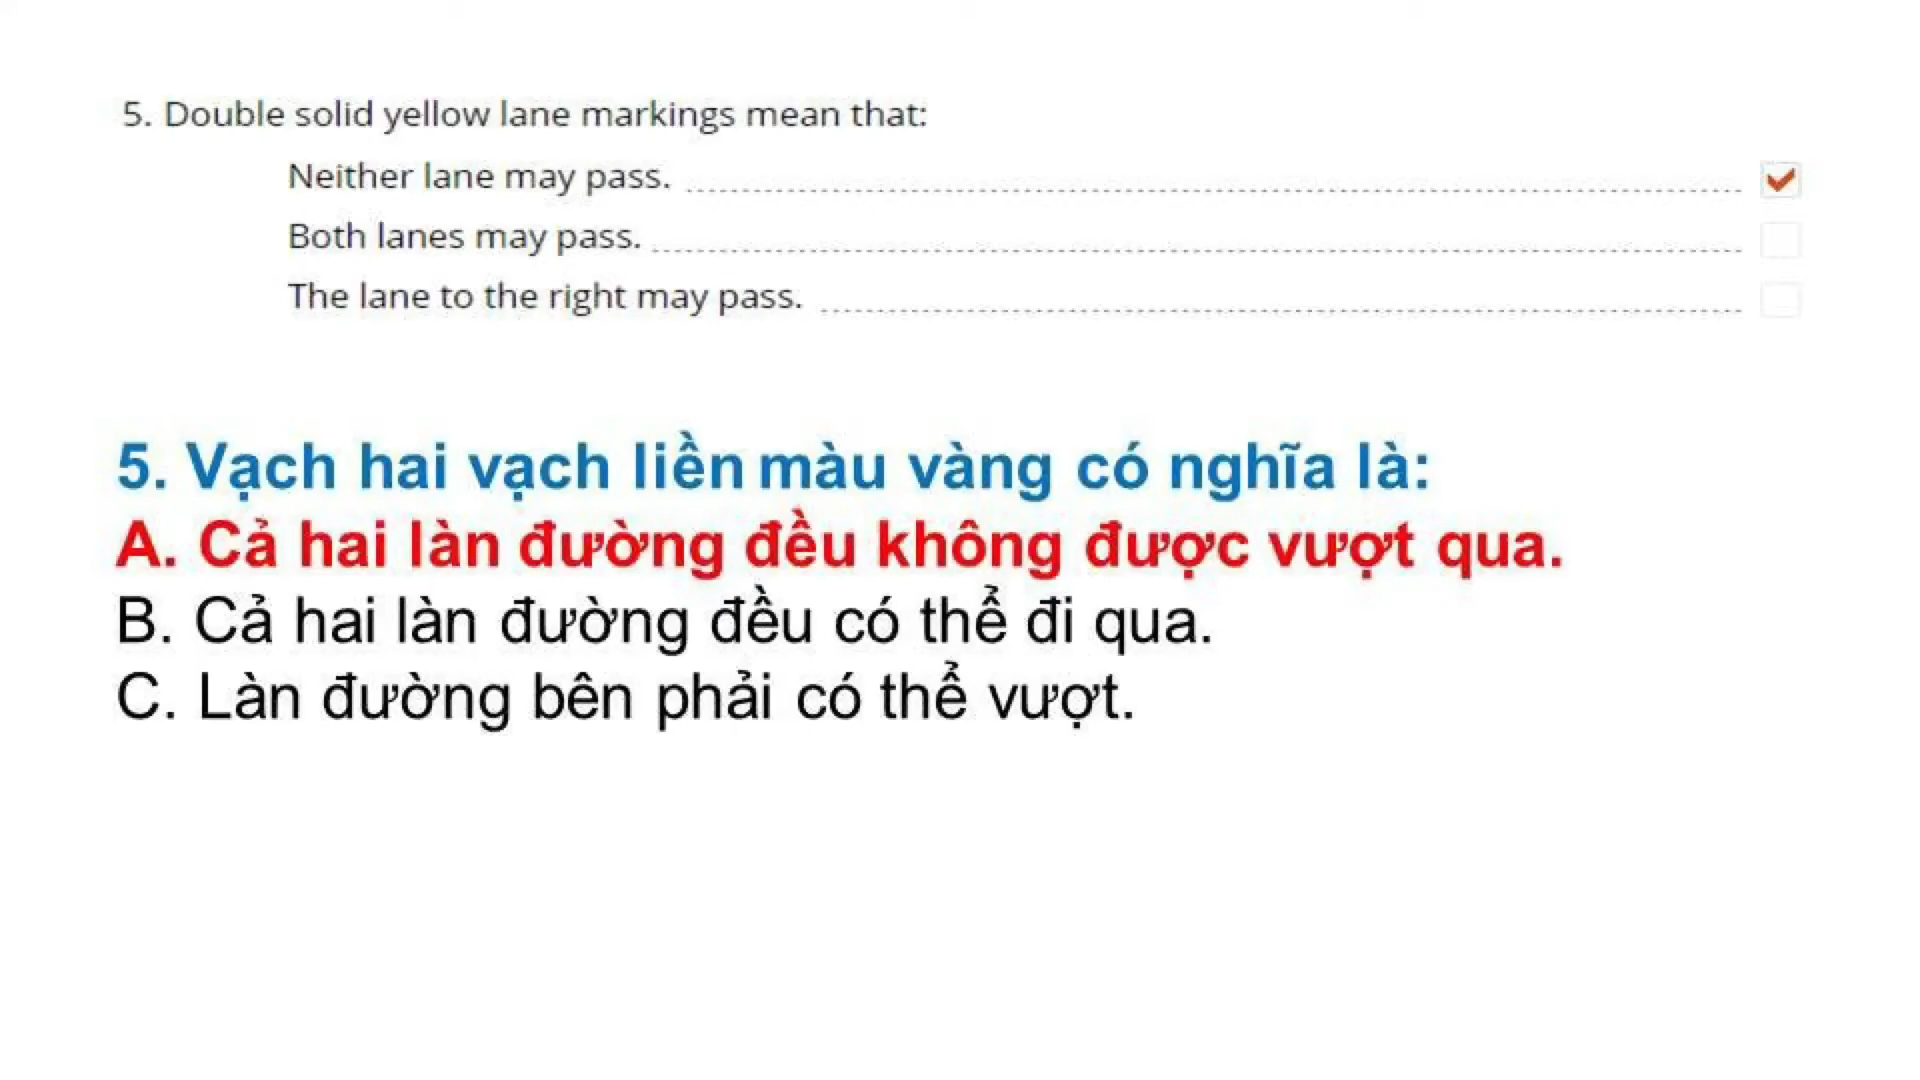 5. Double solid yellow lane markings mean that:
Neither lane may pass.
Both lanes may pass.
The lane to the right may pass.
5. Vạch hai vạch liền màu vàng có nghĩa là:
A. Cả hai làn đường đều không được vượt qua.
B. Cả hai làn đường đều có thể đi qua.
C. Làn đường bên phải có thể vượt.